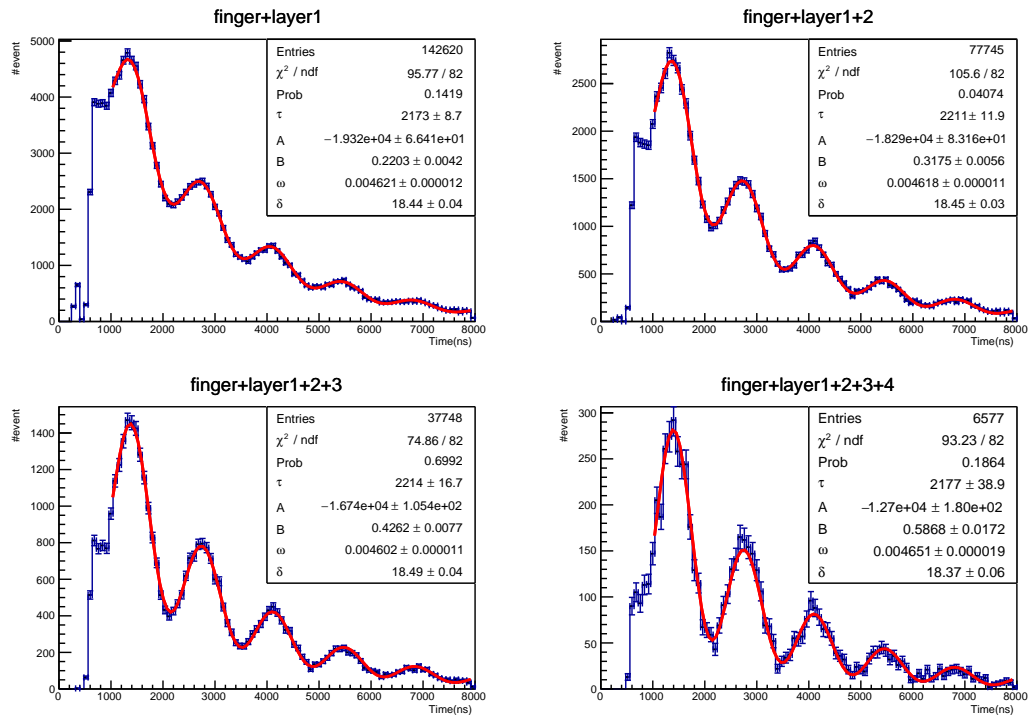 finger+layer1
#event
5000
4000
3000
2000
1000
0
0 1000 2000 3000 4000 5000 6000 7000 8000
Time(ns)
Entries 142620
χ² / ndf 95.77 / 82
Prob 0.1419
τ 2173 ± 8.7
A −1.932e+04 ± 6.641e+01
B 0.2203 ± 0.0042
ω 0.004621 ± 0.000012
δ 18.44 ± 0.04
finger+layer1+2
#event
2500
2000
1500
1000
500
0
0 1000 2000 3000 4000 5000 6000 7000 8000
Time(ns)
Entries 77745
χ² / ndf 105.6 / 82
Prob 0.04074
τ 2211 ± 11.9
A −1.829e+04 ± 8.316e+01
B 0.3175 ± 0.0056
ω 0.004618 ± 0.000011
δ 18.45 ± 0.03
finger+layer1+2+3
#event
1400
1200
1000
800
600
400
200
0
0 1000 2000 3000 4000 5000 6000 7000 8000
Time(ns)
Entries 37748
χ² / ndf 74.86 / 82
Prob 0.6992
τ 2214 ± 16.7
A −1.674e+04 ± 1.054e+02
B 0.4262 ± 0.0077
ω 0.004602 ± 0.000011
δ 18.49 ± 0.04
finger+layer1+2+3+4
#event
300
250
200
150
100
50
0
0 1000 2000 3000 4000 5000 6000 7000 8000
Time(ns)
Entries 6577
χ² / ndf 93.23 / 82
Prob 0.1864
τ 2177 ± 38.9
A −1.27e+04 ± 1.80e+02
B 0.5868 ± 0.0172
ω 0.004651 ± 0.000019
δ 18.37 ± 0.06